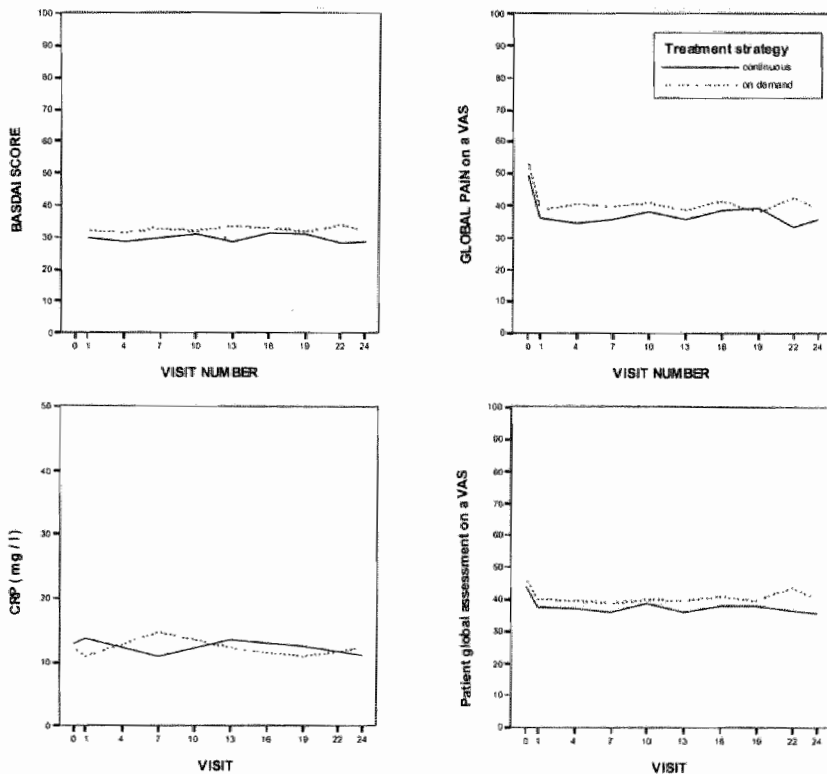 100
90
80
70
60
50
40
30
20
10
0
BASDAI SCORE
0 1 4 7 10 13 16 19 22 24
VISIT NUMBER
100
90
80
70
60
50
40
30
20
10
0
GLOBAL PAIN on a VAS
Treatment strategy
continuous
on demand
0 1 4 7 10 13 16 19 22 24
VISIT NUMBER
50
40
30
20
10
0
CRP ( mg / l )
0 1 4 7 10 13 16 19 22 24
VISIT
100
90
80
70
60
50
40
30
20
10
0
Patient global assessment on a VAS
0 1 4 7 10 13 16 19 22 24
VISIT